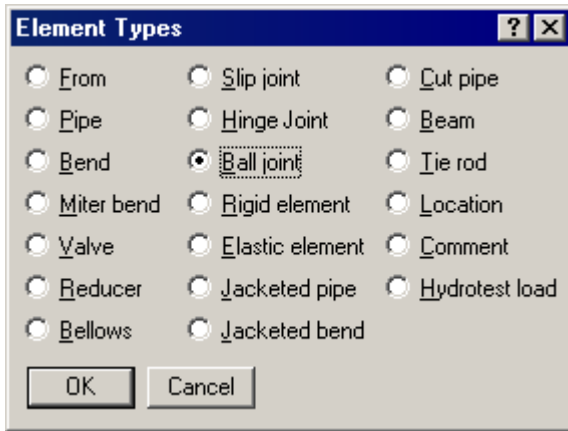 Element Types
From
Slip joint
Cut pipe
Pipe
Hinge Joint
Beam
Bend
Ball joint
Tie rod
Miter bend
Rigid element
Location
Valve
Elastic element
Comment
Reducer
Jacketed pipe
Hydrotest load
Bellows
Jacketed bend
OK
Cancel